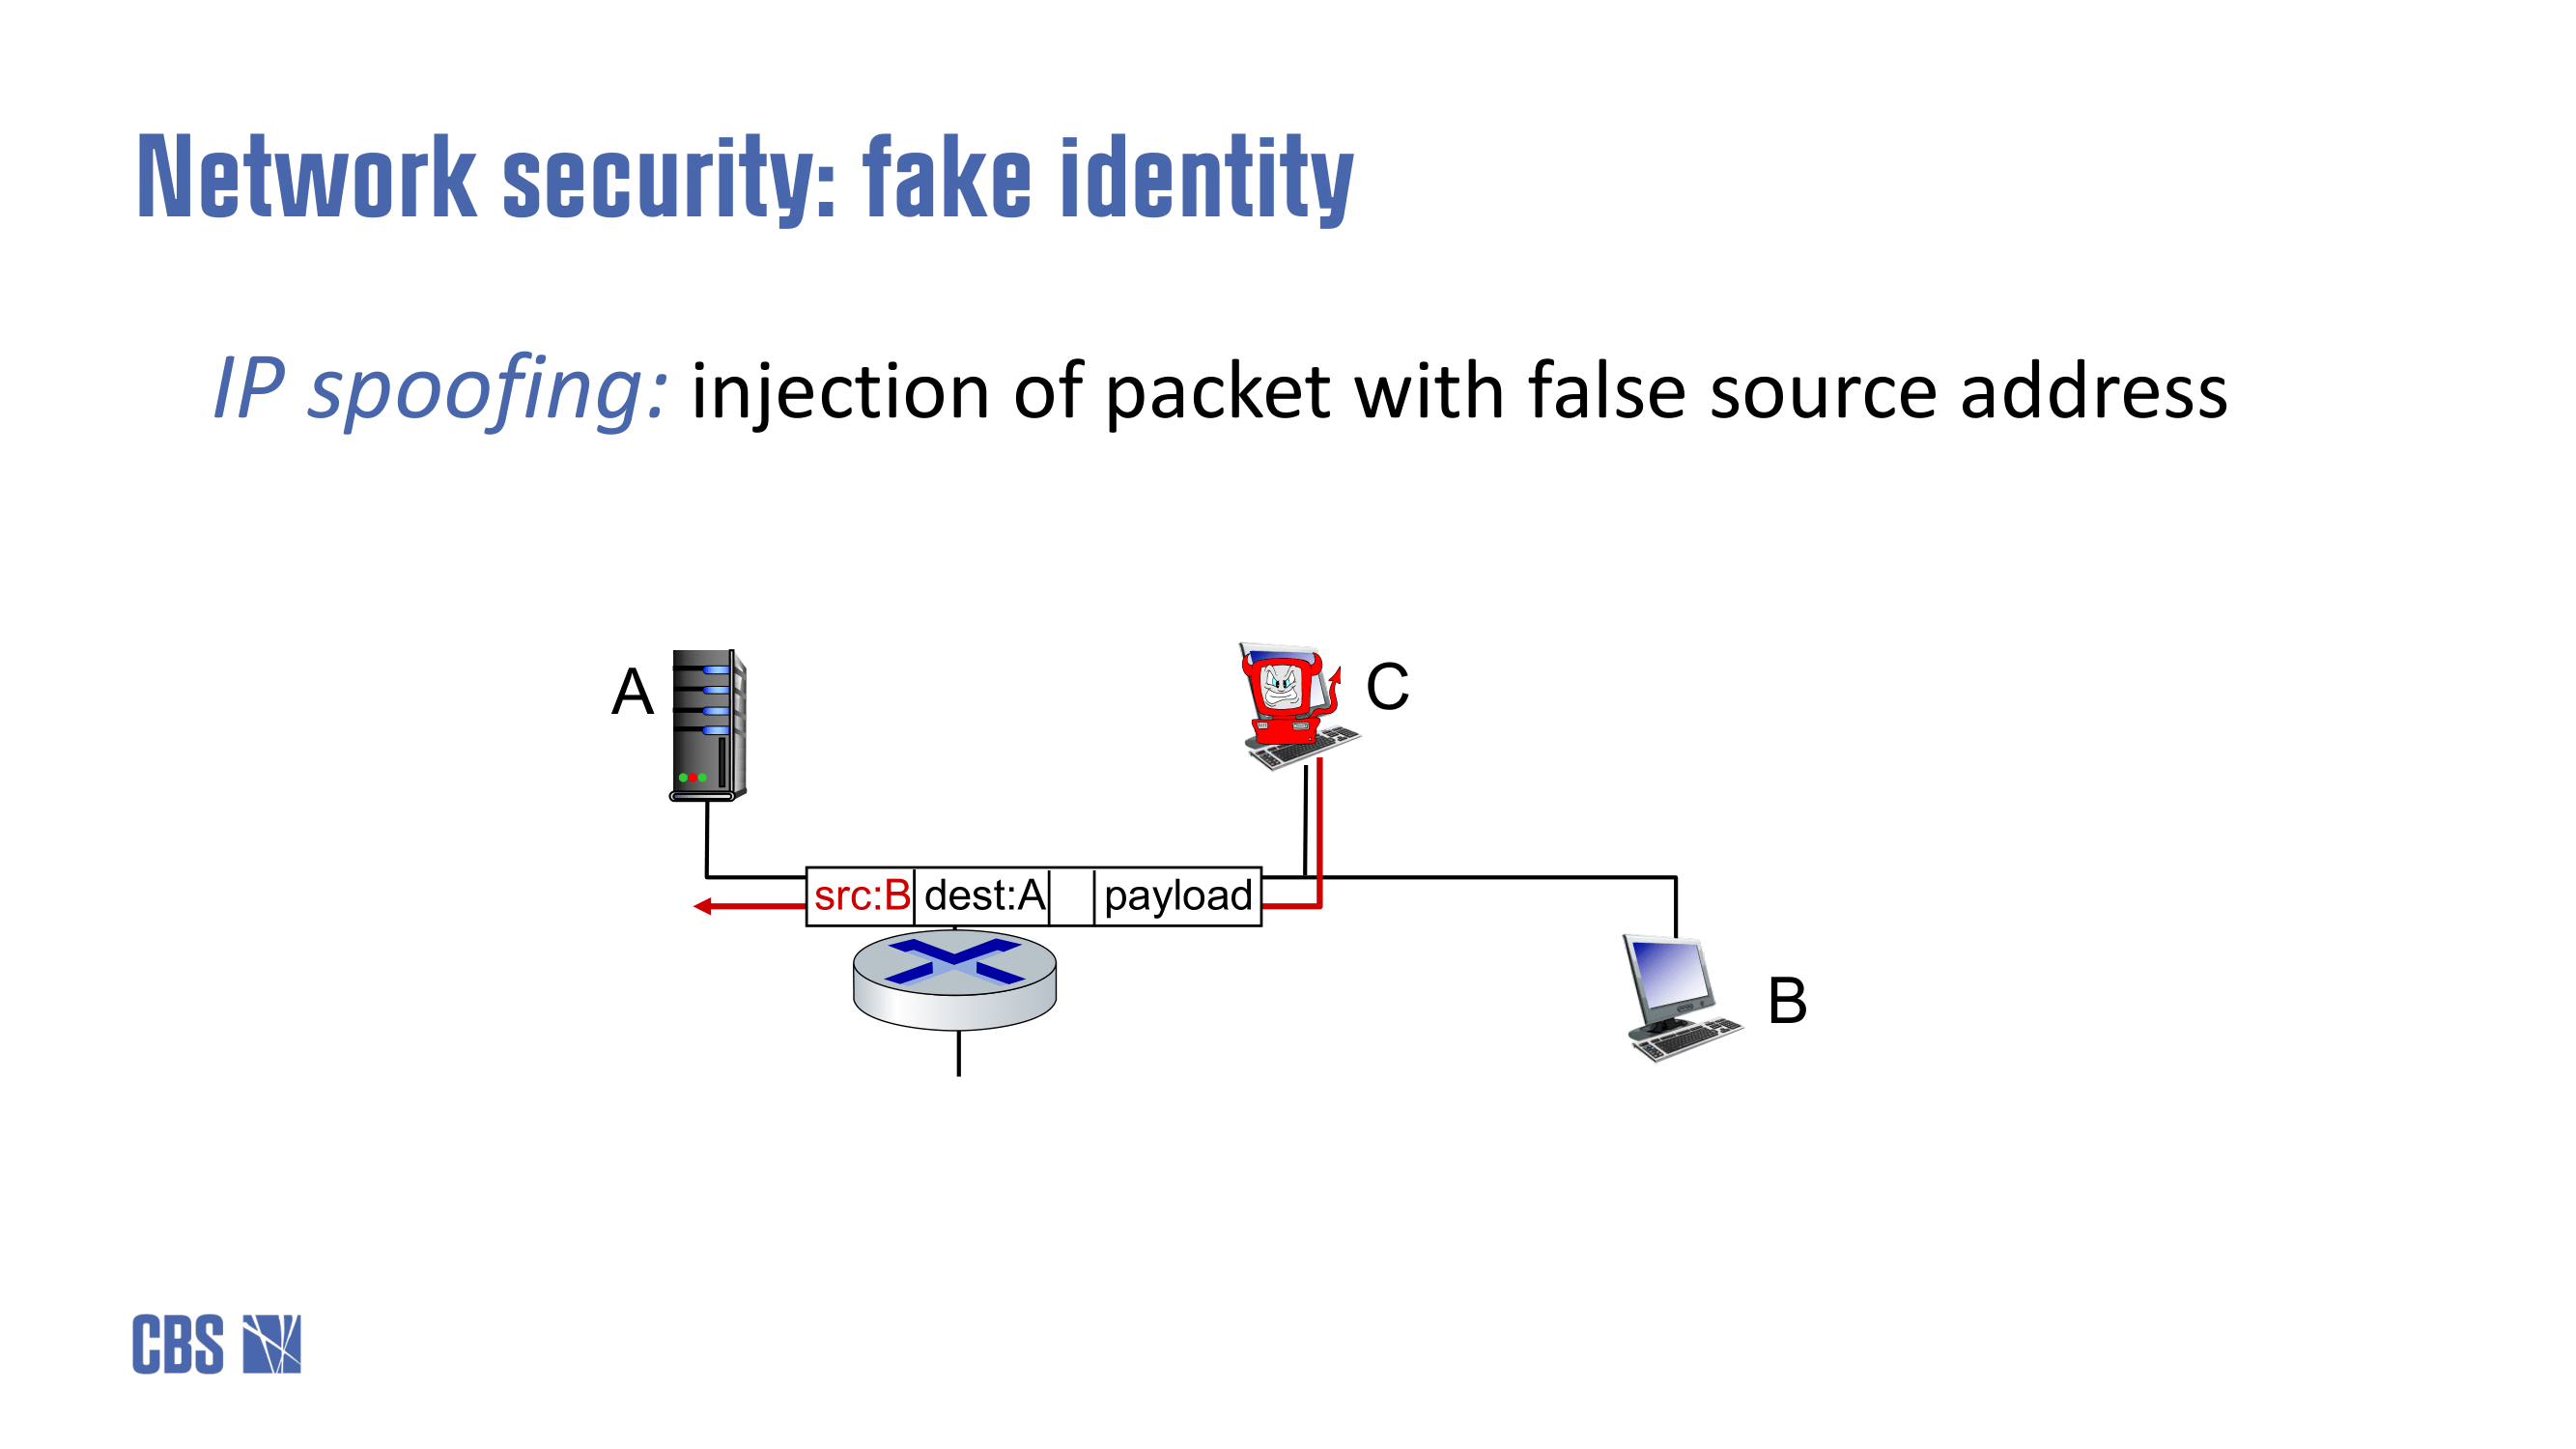 Network security: fake identity
IP spoofing: injection of packet with false source address
A
C
src:B dest:A payload
B
CBS